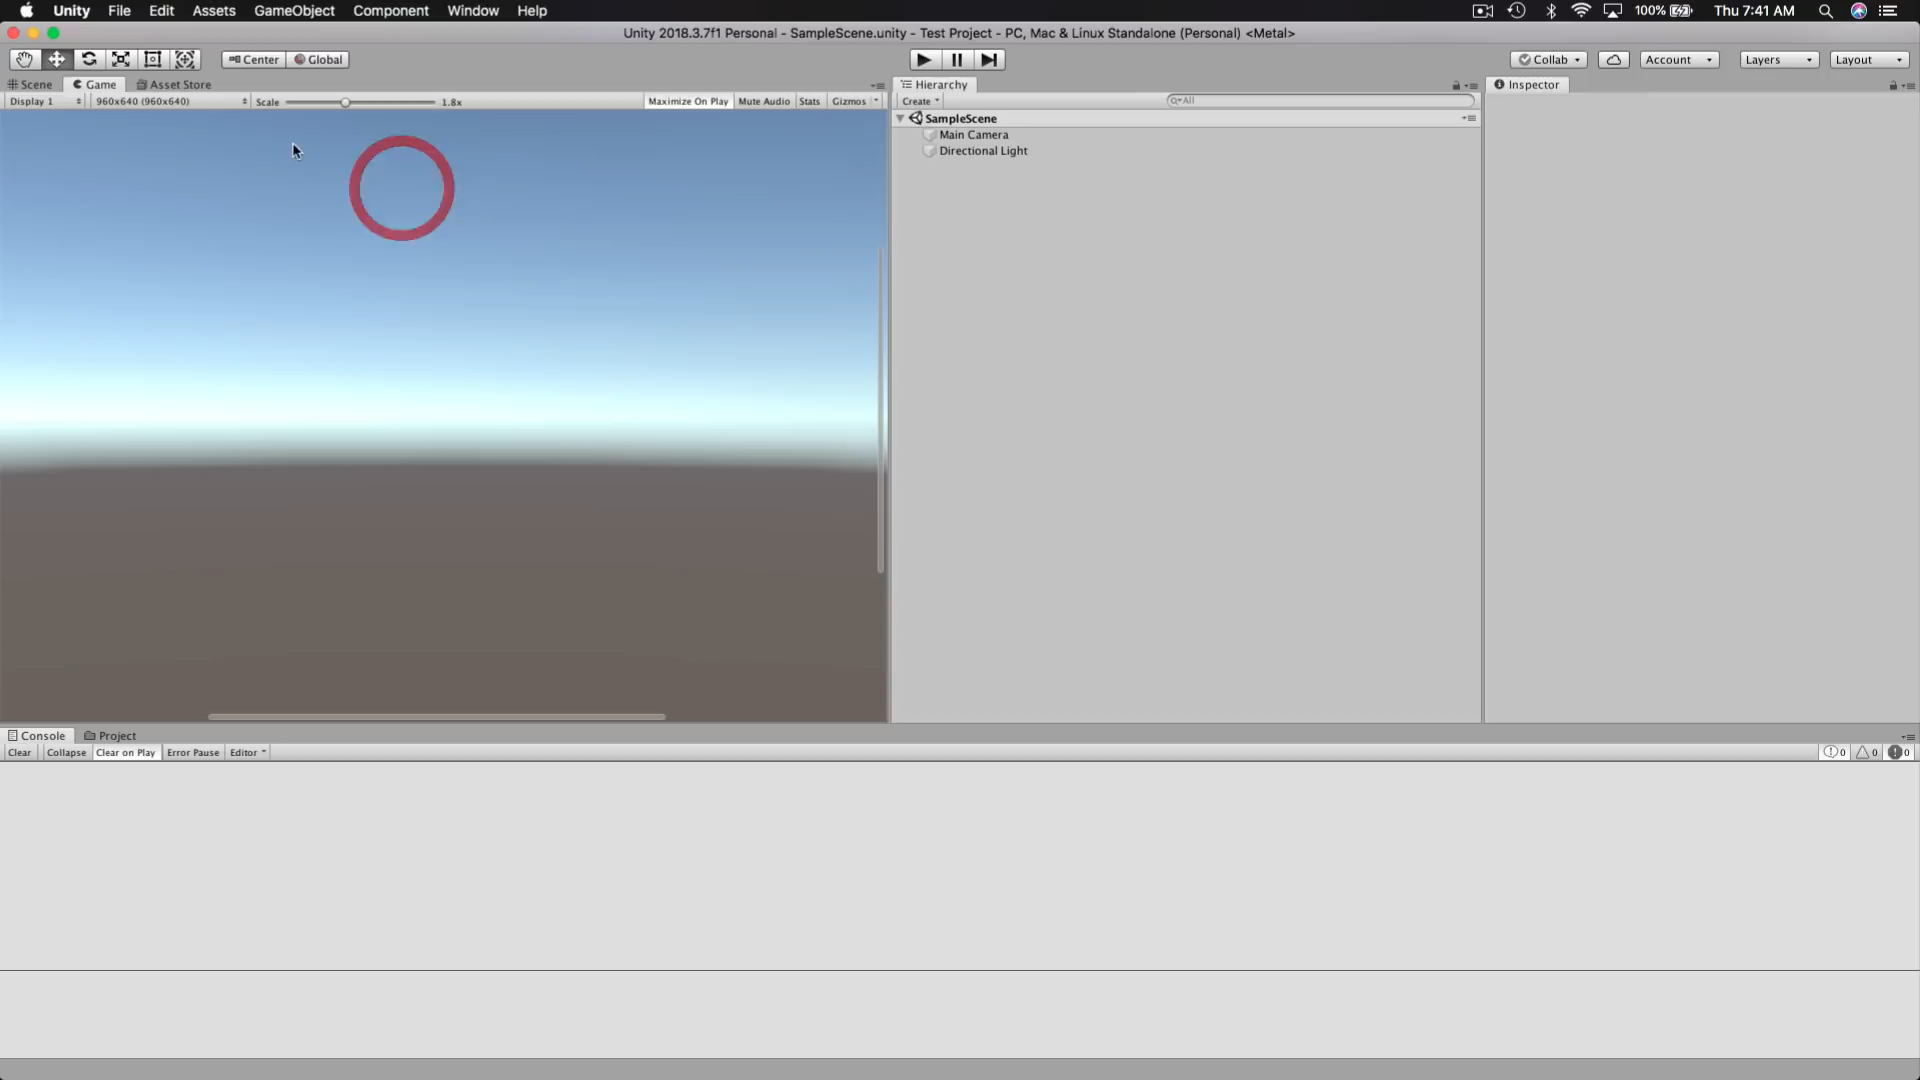 Unity File Edit Assets GameObject Component Window Help 100% Thu 7:41 AM
Unity 2018.3.7f1 Personal - SampleScene.unity - Test Project - PC, Mac & Linux Standalone (Personal) <Metal>
Center Global Collab Account Layers Layout
Scene Game Asset Store Hierarchy Inspector
Display 1 960x640 (960x640) Scale 1.8x Maximize On Play Mute Audio Stats Gizmos Create All
SampleScene
Main Camera
Directional Light
Console Project
Clear Collapse Clear on Play Error Pause Editor 0 0 0